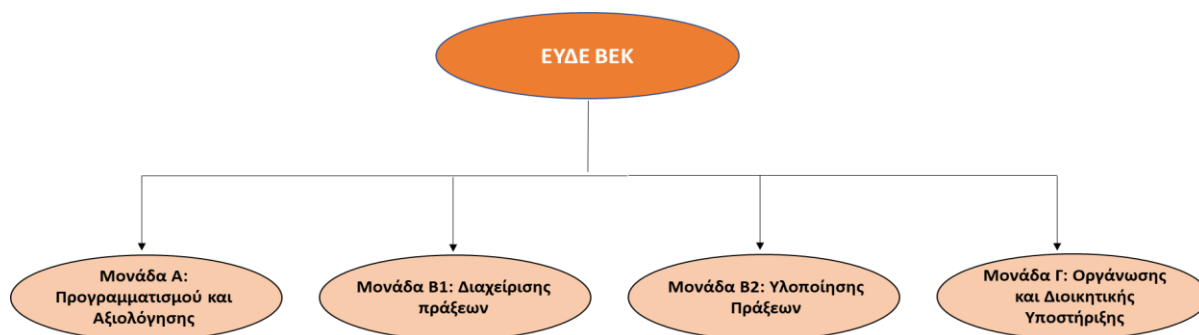 ΕΥΔΕ ΒΕΚ
Μονάδα Α:
Προγραμματισμού και
Αξιολόγησης
Μονάδα Β1: Διαχείρισης
πράξεων
Μονάδα Β2: Υλοποίησης
Πράξεων
Μονάδα Γ: Οργάνωσης
και Διοικητικής
Υποστήριξης